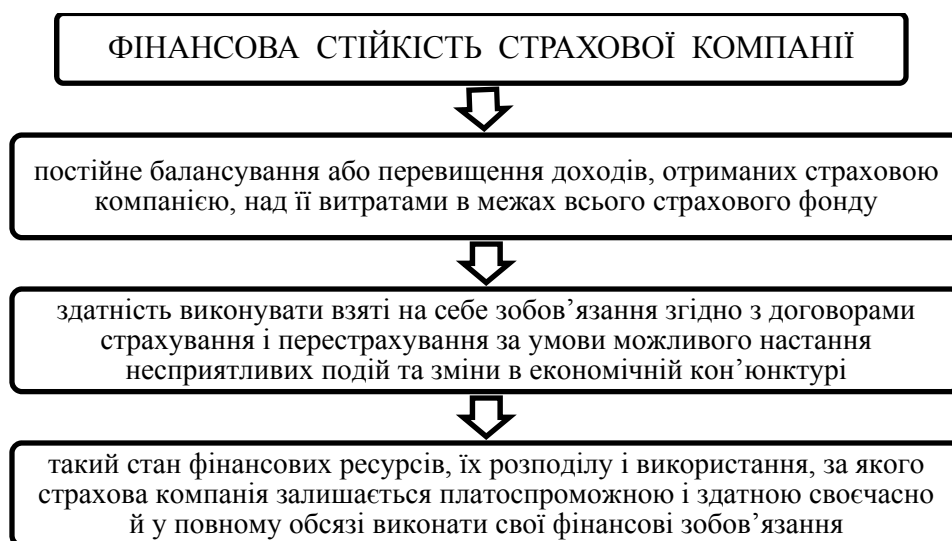 ФІНАНСОВА СТІЙКІСТЬ СТРАХОВОЇ КОМПАНІЇ
постійне балансування або перевищення доходів, отриманих страховою
компанією, над її витратами в межах всього страхового фонду
здатність виконувати взяті на себе зобов’язання згідно з договорами
страхування і перестрахування за умови можливого настання
несприятливих подій та зміни в економічній кон’юнктурі
такий стан фінансових ресурсів, їх розподілу і використання, за якого
страхова компанія залишається платоспроможною і здатною своєчасно
й у повному обсязі виконати свої фінансові зобов’язання